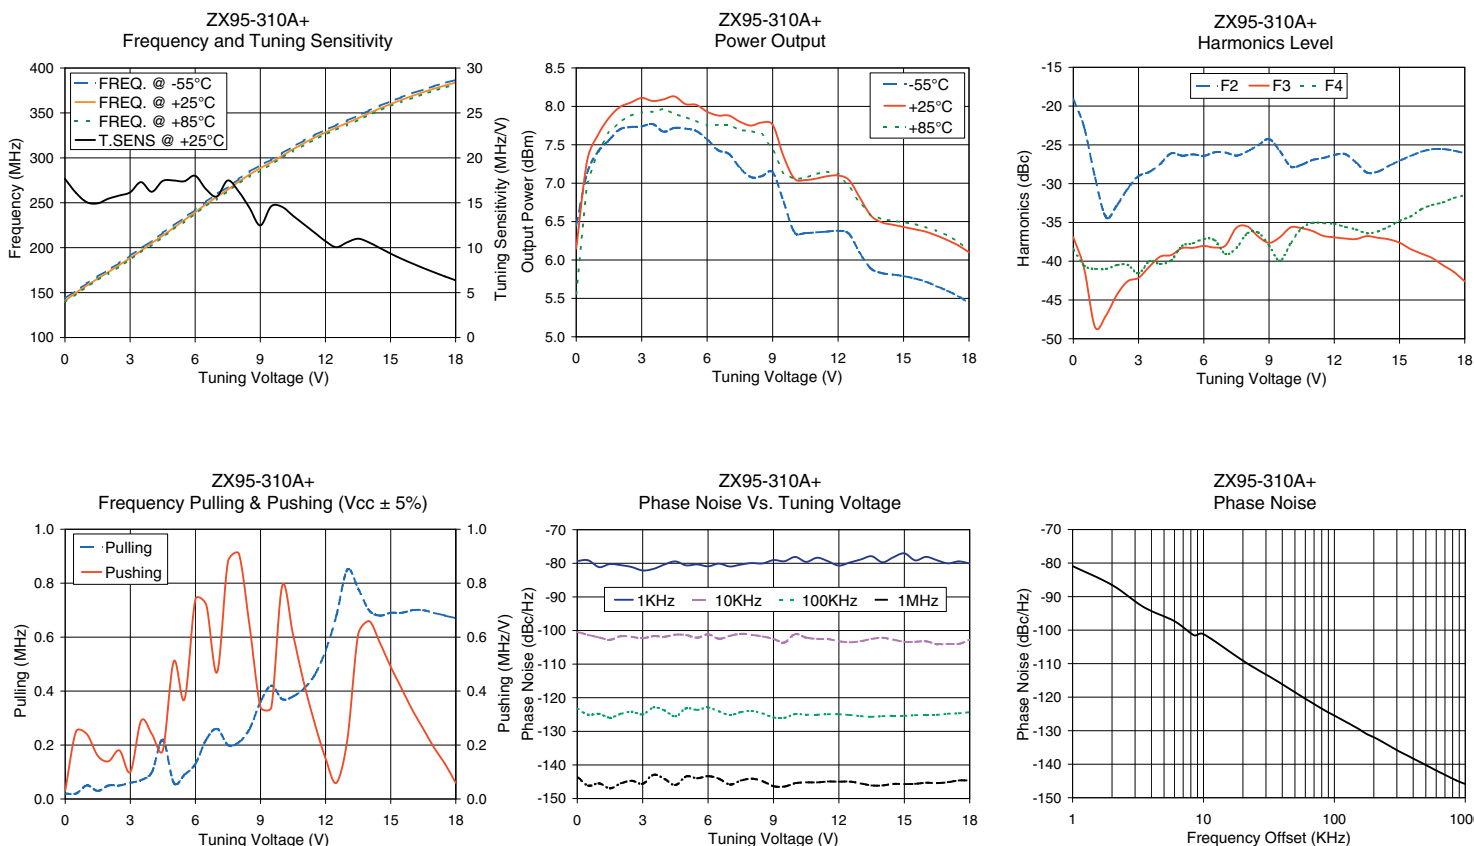 ZX95-310A+
Frequency and Tuning Sensitivity
400
350
300
250
200
150
100
30
25
20
15
10
5
0
Frequency (MHz)
Tuning Sensitivity (MHz/V)
FREQ. @ -55°C
FREQ. @ +25°C
FREQ. @ +85°C
T.SENS @ +25°C
0 3 6 9 12 15 18
Tuning Voltage (V)
ZX95-310A+
Power Output
8.5
8.0
7.5
7.0
6.5
6.0
5.5
5.0
Output Power (dBm)
-55°C
+25°C
+85°C
0 3 6 9 12 15 18
Tuning Voltage (V)
ZX95-310A+
Harmonics Level
-15
-20
-25
-30
-35
-40
-45
-50
Harmonics (dBc)
F2 F3 F4
0 3 6 9 12 15 18
Tuning Voltage (V)
ZX95-310A+
Frequency Pulling & Pushing (Vcc ± 5%)
1.0
0.8
0.6
0.4
0.2
0.0
1.0
0.8
0.6
0.4
0.2
0.0
Pulling (MHz)
Pushing (MHz/V)
Pulling
Pushing
0 3 6 9 12 15 18
Tuning Voltage (V)
ZX95-310A+
Phase Noise Vs. Tuning Voltage
-70
-80
-90
-100
-110
-120
-130
-140
-150
Phase Noise (dBc/Hz)
1KHz 10KHz 100KHz 1MHz
0 3 6 9 12 15 18
Tuning Voltage (V)
ZX95-310A+
Phase Noise
-70
-80
-90
-100
-110
-120
-130
-140
-150
Phase Noise (dBc/Hz)
1 10 100
Frequency Offset (KHz)